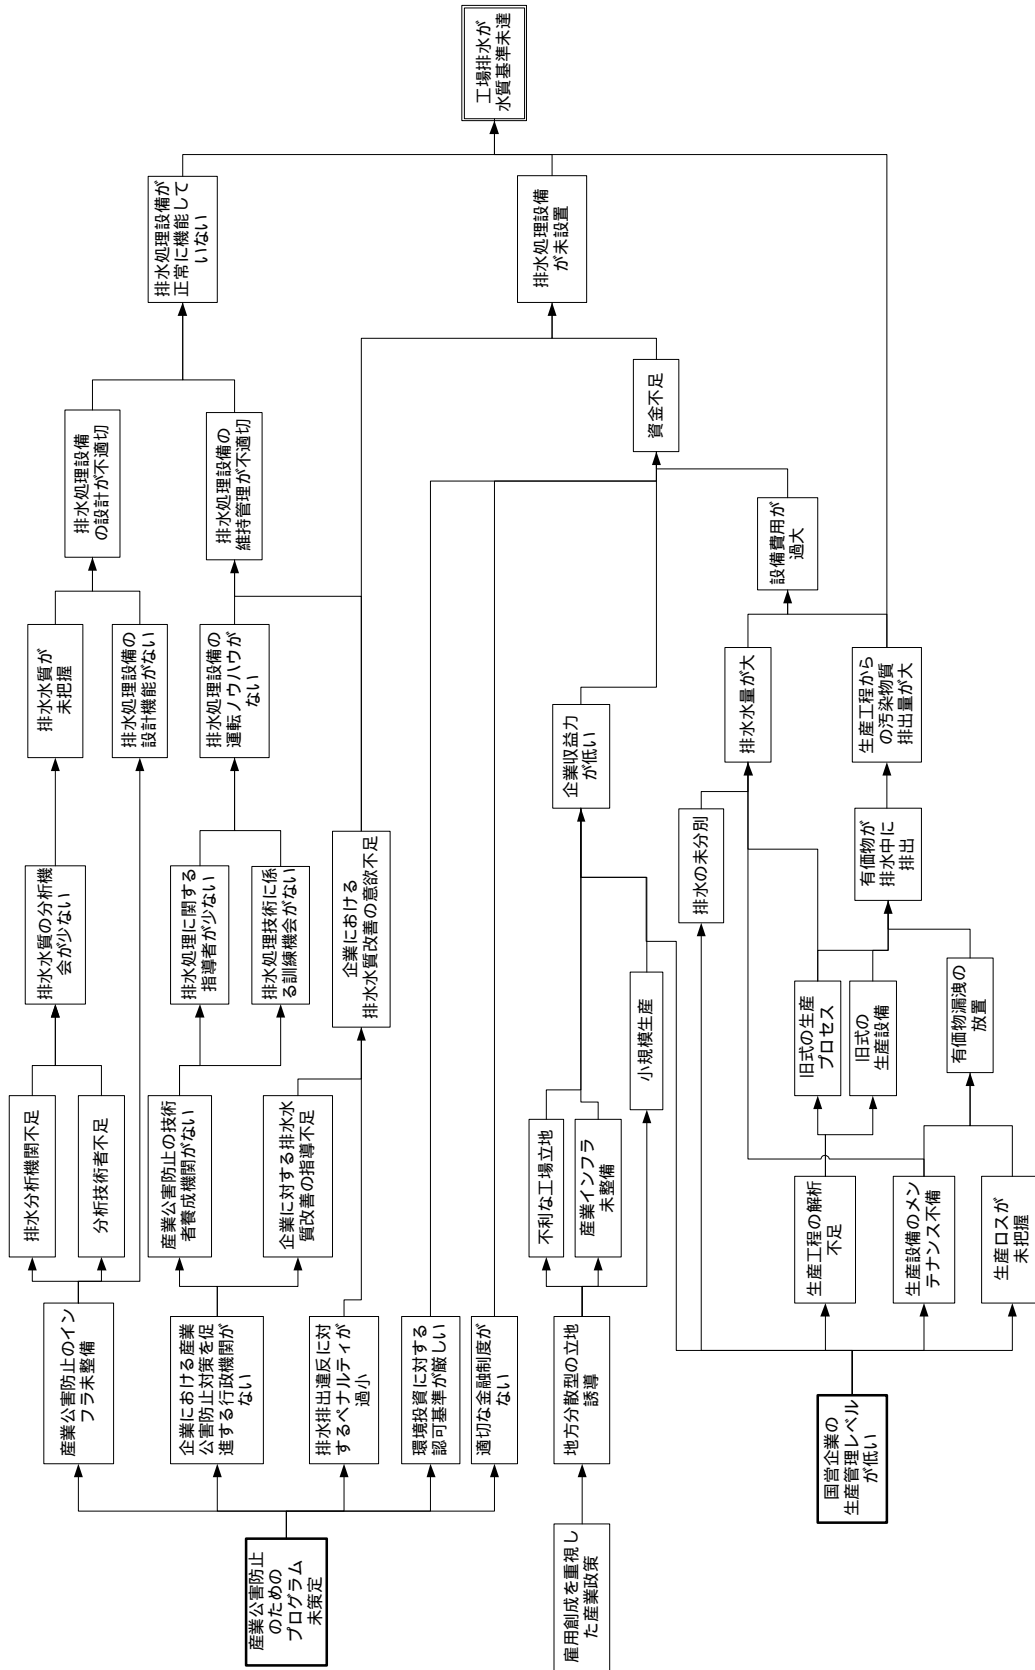 工場排水が
水質基準未達
排水処理設備が
正常に機能して
いない
排水処理設備
が未設置
排水処理設備
の設計が不適切
排水処理設備の
維持管理が不適切
資金不足
排水水質が
未把握
排水処理設備の
設計機能がない
排水処理設備の
運転ノウハウが
ない
設備費用が
過大
排水水質の分析機
会が少ない
排水処理に関する
指導者が少ない
排水処理技術に係
る訓練機会がない
企業における
排水水質改善の意欲不足
企業収益力
が低い
排水水量が大
生産工程から
の汚染物質
排出量が大
排水の未分別
有価物が
排水中に
排出
排水分析機関不足
分析技術者不足
産業公害防止の技術
者養成機関がない
企業に対する排水水
質改善の指導不足
不利な工場立地
産業インフラ
未整備
小規模生産
旧式の生産
プロセス
旧式の
生産設備
有価物漏洩の
放置
生産工程の解析
不足
生産設備のメン
テナンス不備
生産ロスが
未把握
産業公害防止のイン
フラ未整備
企業における産業
公害防止対策を促
進する行政機関が
ない
排水排出違反に対
するペナルティが
過小
環境投資に対する
認可基準が厳しい
適切な金融制度が
ない
地方分散型の立地
誘導
国営企業の
生産管理レベル
が低い
産業公害防止
のための
プログラム
未策定
雇用創成を重視し
た産業政策